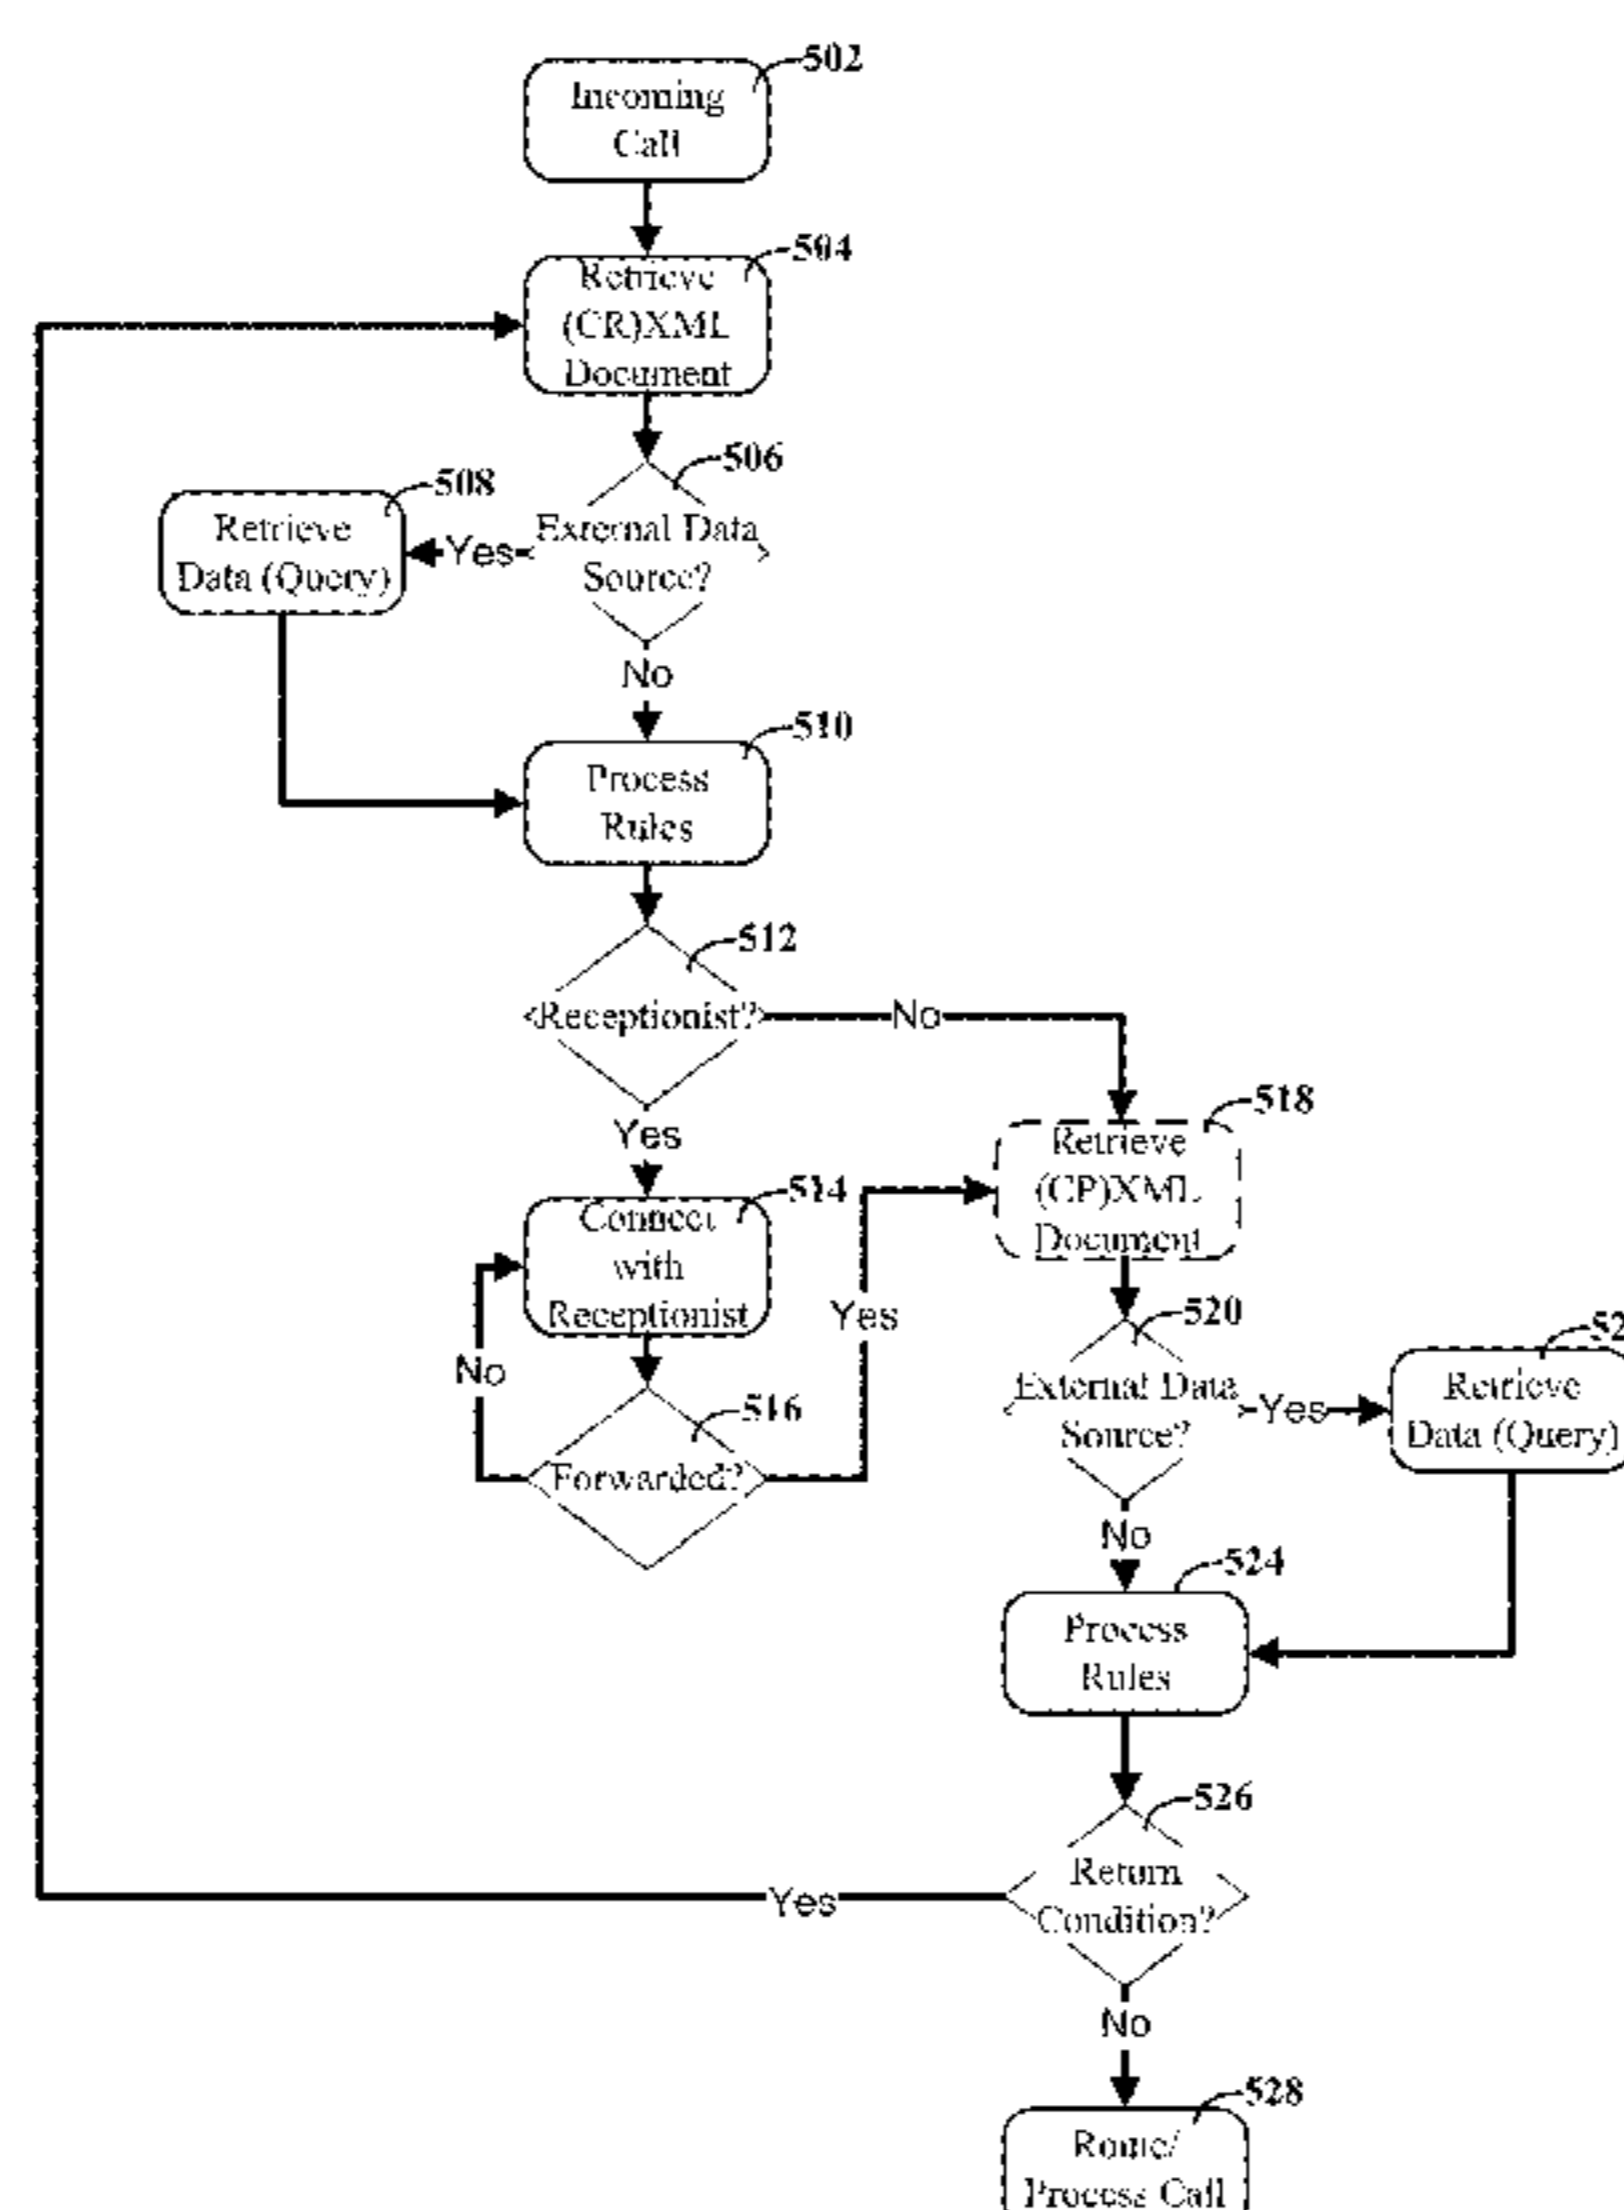 502
Incoming
Call
504
Retrieve
(CR)XML
Document
506
External Data
Source?
508
Retrieve
Data (Query)
Yes
No
510
Process
Rules
512
Receptionist?
No
Yes
514
Connect
with
Receptionist
516
Forwarded?
No
Yes
518
Retrieve
(CP)XML
Document
520
External Data
Source?
Yes
52
Retrieve
Data (Query)
No
524
Process
Rules
526
Return
Condition?
Yes
No
528
Route/
Process Call